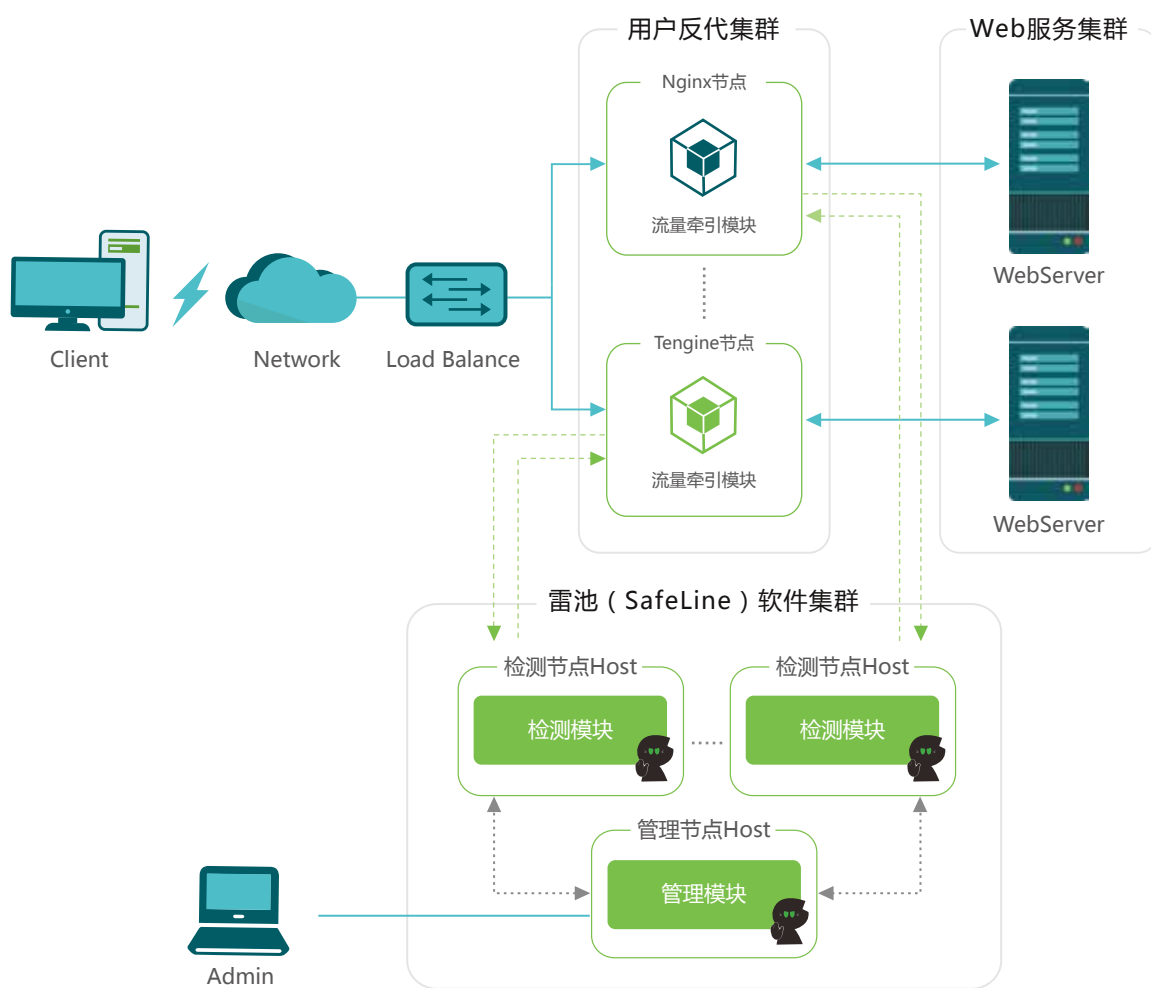 用户反代集群
Web服务集群
Nginx节点
流量牵引模块
WebServer
Client
Network
Load Balance
Tengine节点
流量牵引模块
WebServer
雷池（SafeLine）软件集群
检测节点Host
检测节点Host
检测模块
检测模块
管理节点Host
管理模块
Admin